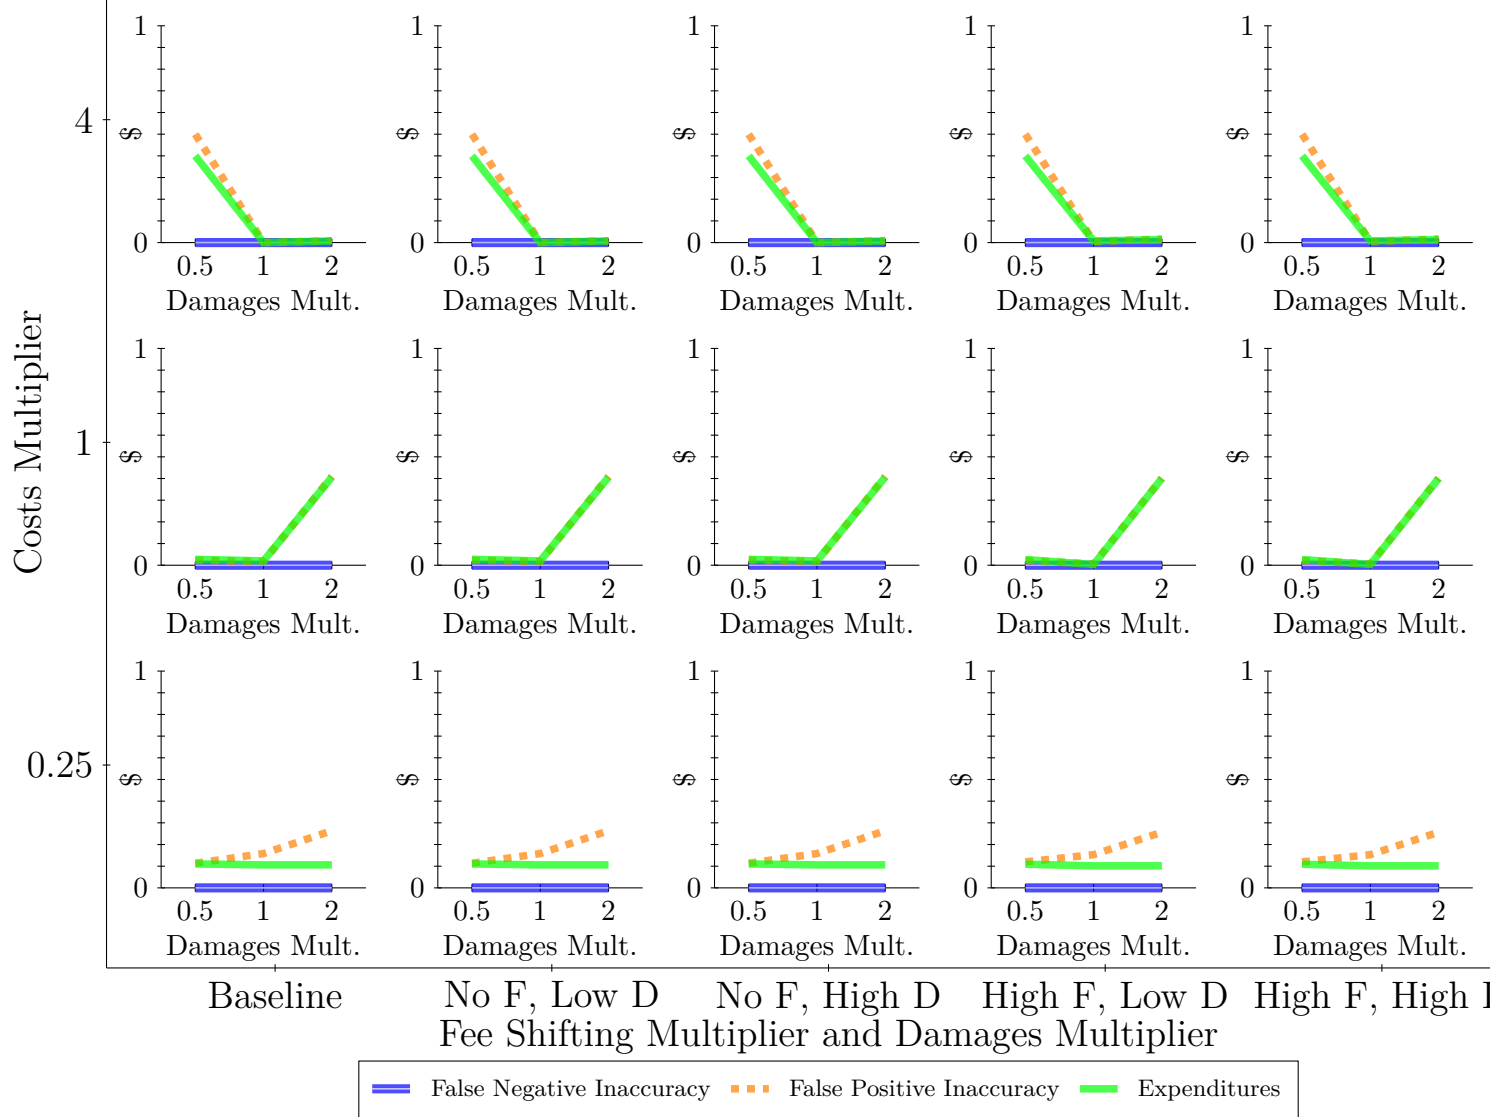 Costs Multiplier
4
1
$
0
0.5 1 2
Damages Mult.
1
$
0
0.5 1 2
Damages Mult.
1
$
0
0.5 1 2
Damages Mult.
1
$
0
0.5 1 2
Damages Mult.
1
$
0
0.5 1 2
Damages Mult.
1
1
$
0
0.5 1 2
Damages Mult.
1
$
0
0.5 1 2
Damages Mult.
1
$
0
0.5 1 2
Damages Mult.
1
$
0
0.5 1 2
Damages Mult.
1
$
0
0.5 1 2
Damages Mult.
0.25
1
$
0
0.5 1 2
Damages Mult.
1
$
0
0.5 1 2
Damages Mult.
1
$
0
0.5 1 2
Damages Mult.
1
$
0
0.5 1 2
Damages Mult.
1
$
0
0.5 1 2
Damages Mult.
Baseline
No F, Low D
No F, High D
High F, Low D
High F, High
Fee Shifting Multiplier and Damages Multiplier
False Negative Inaccuracy False Positive Inaccuracy Expenditures